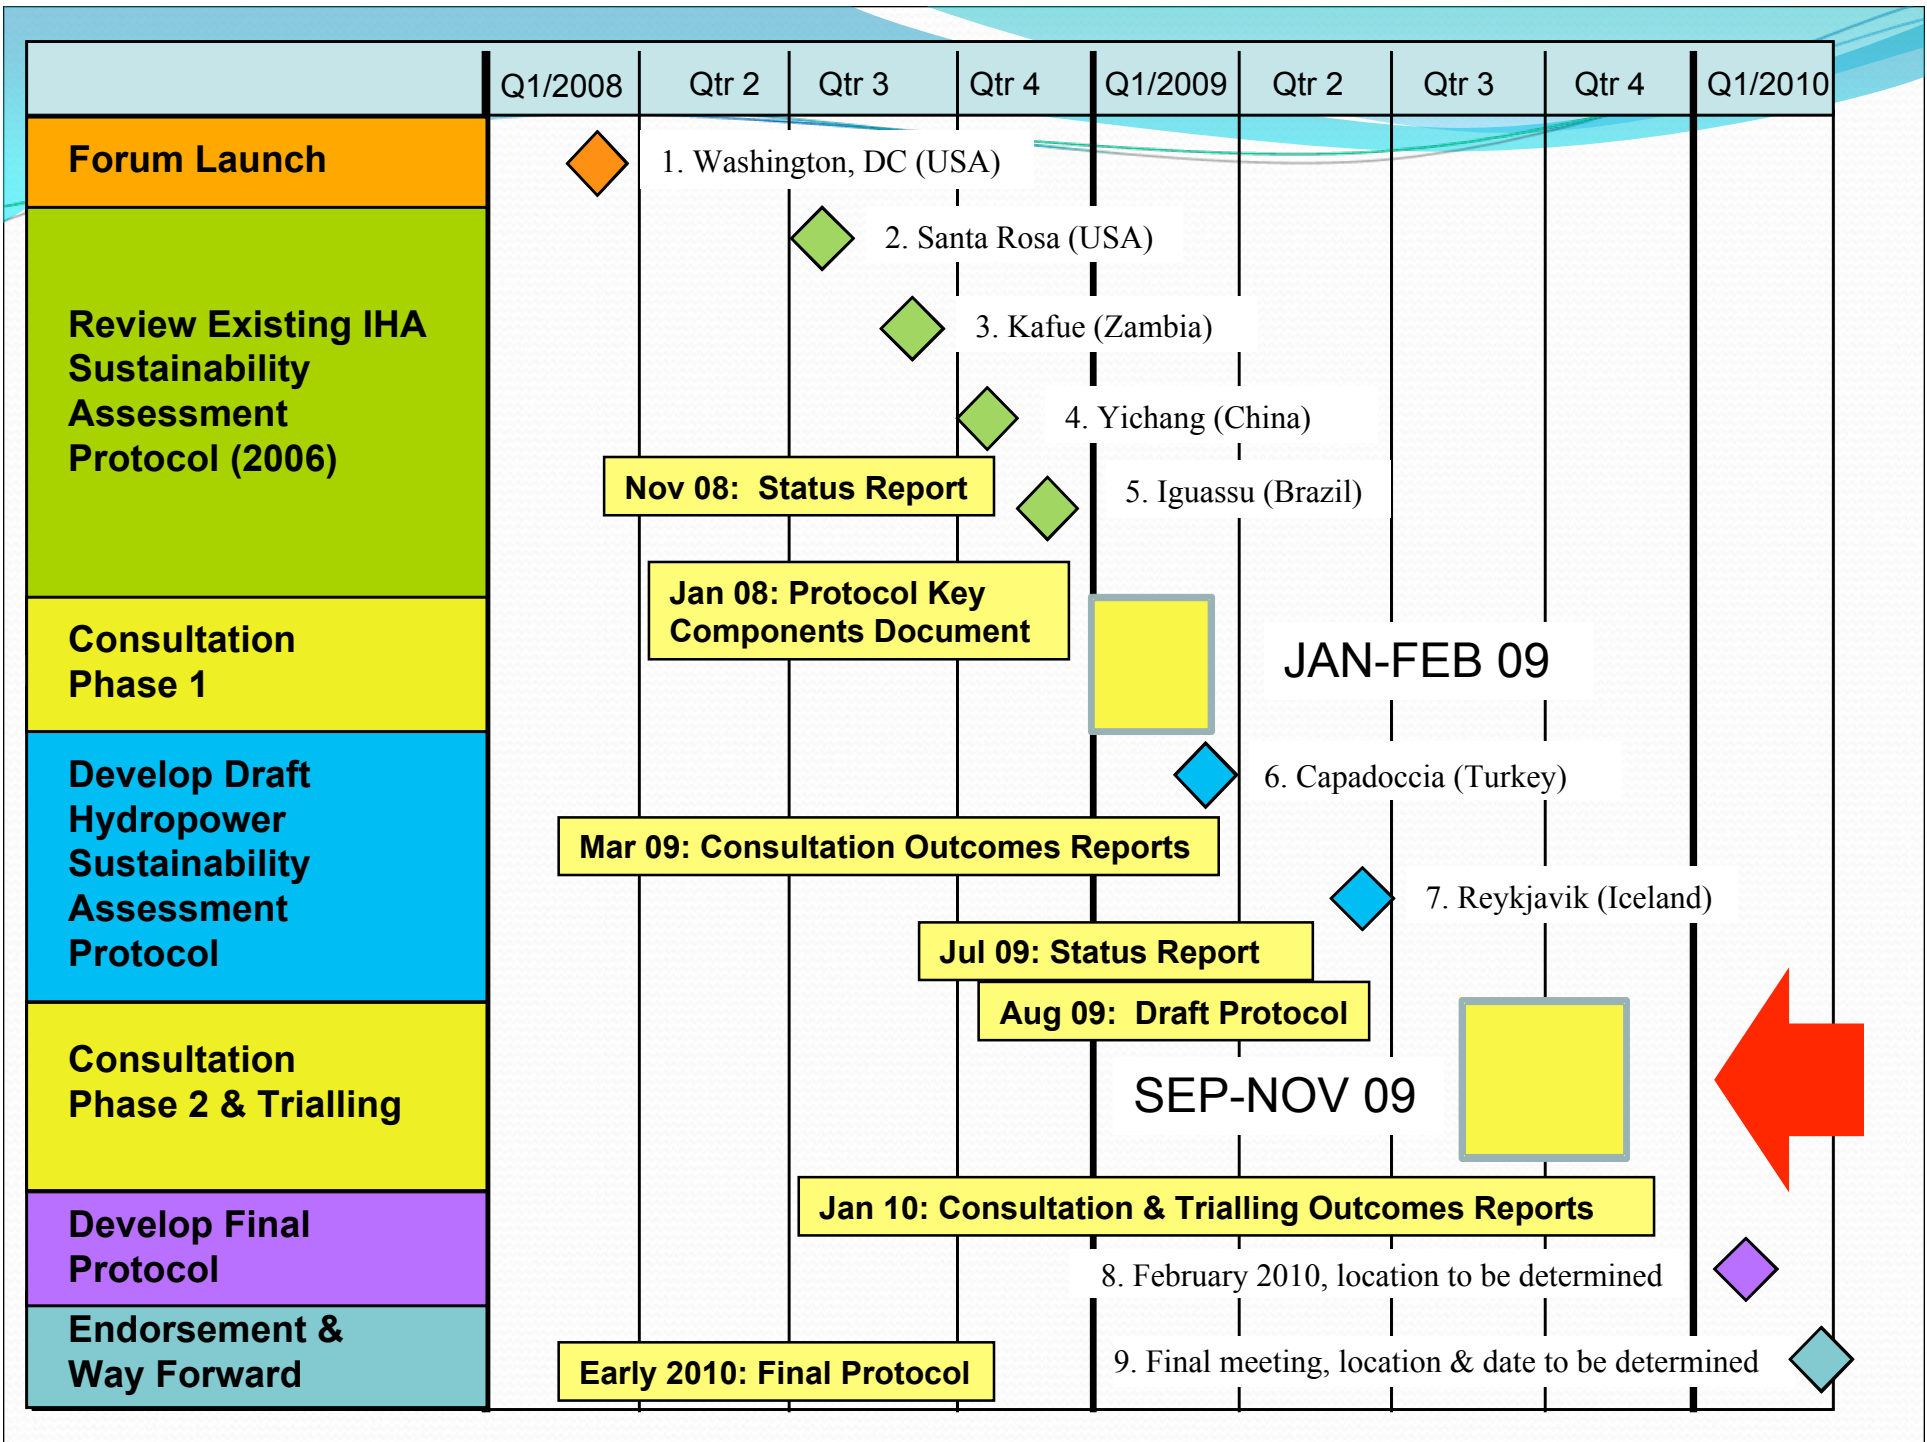 Q1/2008 Qtr 2 Qtr 3 Qtr 4 Q1/2009 Qtr 2 Qtr 3 Qtr 4 Q1/2010
Forum Launch
1. Washington, DC (USA)
Review Existing IHA
Sustainability
Assessment
Protocol (2006)
2. Santa Rosa (USA)
3. Kafue (Zambia)
4. Yichang (China)
Nov 08:  Status Report
5. Iguassu (Brazil)
Jan 08: Protocol Key
Components Document
Consultation
Phase 1
JAN-FEB 09
Develop Draft
Hydropower
Sustainability
Assessment
Protocol
6. Capadoccia (Turkey)
Mar 09: Consultation Outcomes Reports
7. Reykjavik (Iceland)
Jul 09: Status Report
Aug 09:  Draft Protocol
Consultation
Phase 2 & Trialling
SEP-NOV 09
Jan 10: Consultation & Trialling Outcomes Reports
Develop Final
Protocol
8. February 2010, location to be determined
Endorsement &
Way Forward
Early 2010: Final Protocol
9. Final meeting, location & date to be determined